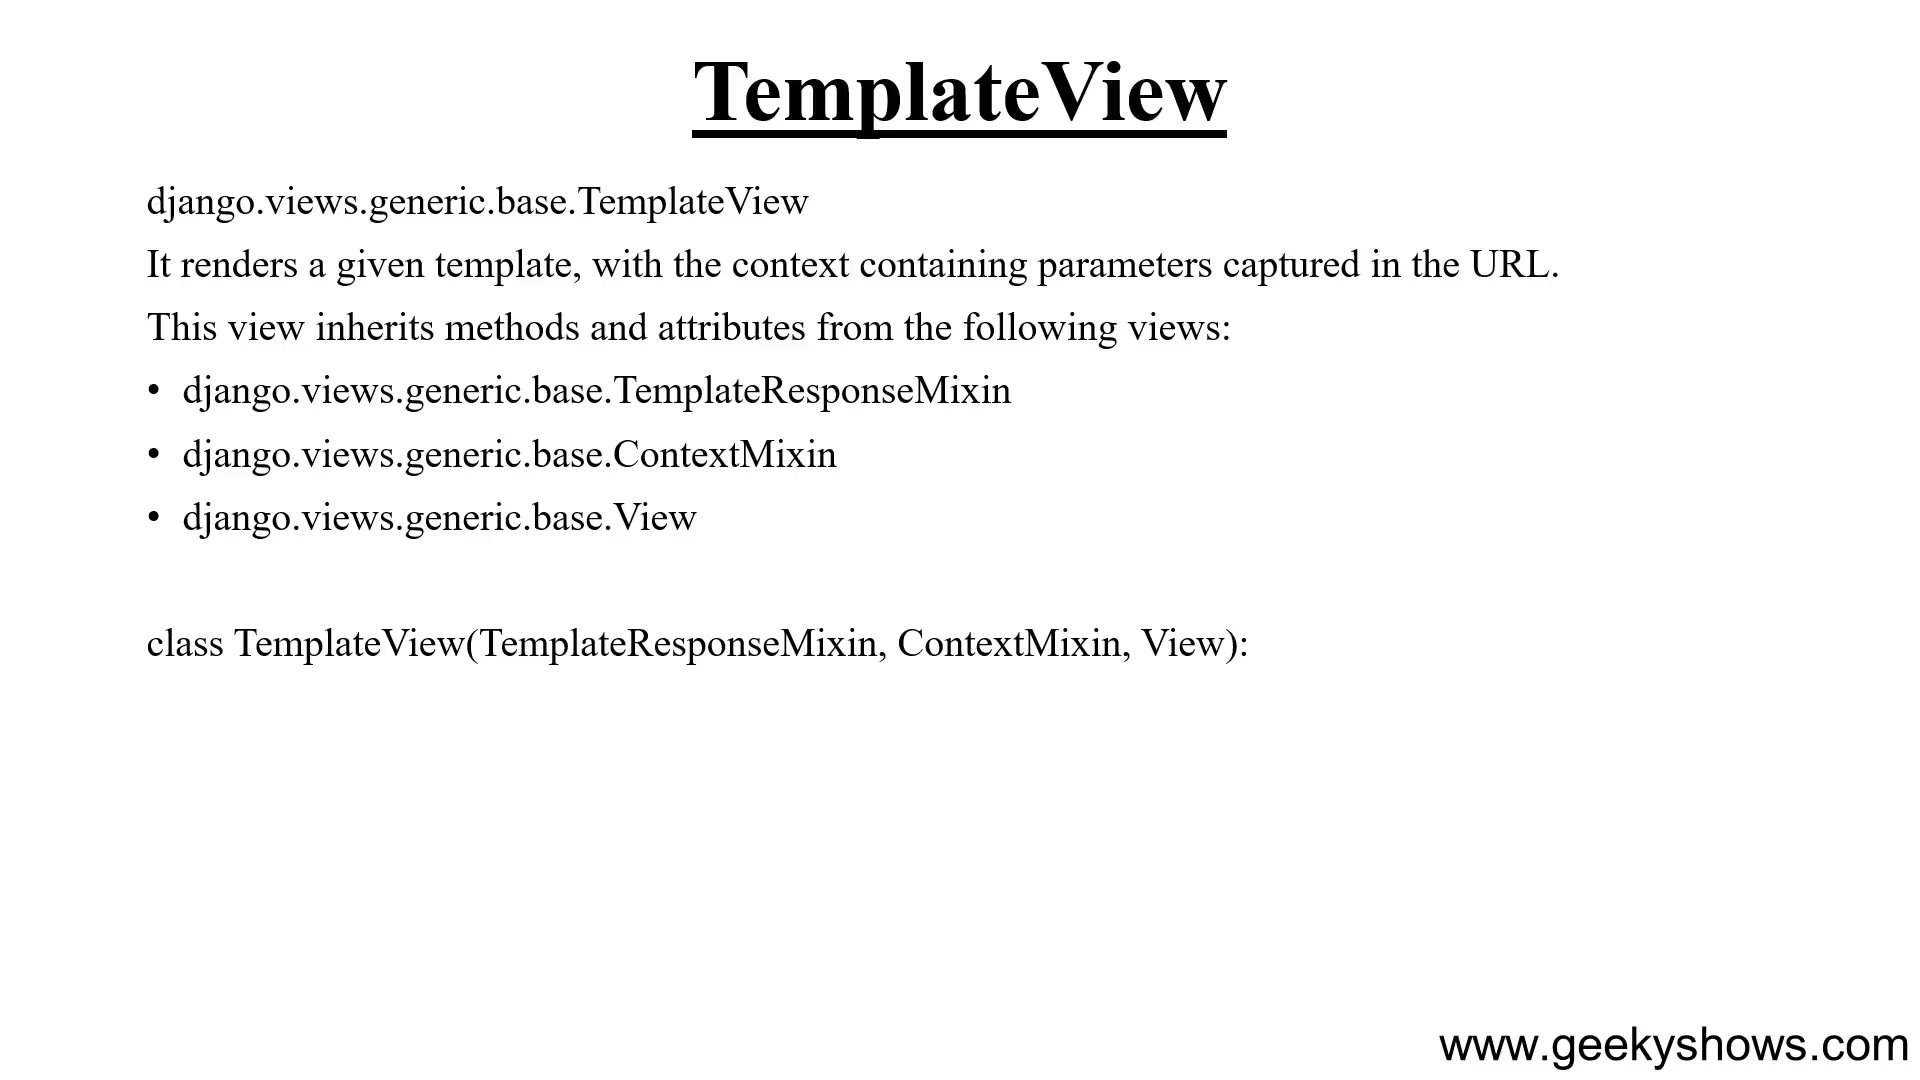 TemplateView
django.views.generic.base.TemplateView
It renders a given template, with the context containing parameters captured in the URL.
This view inherits methods and attributes from the following views:
• django.views.generic.base.TemplateResponseMixin
• django.views.generic.base.ContextMixin
• django.views.generic.base.View
class TemplateView(TemplateResponseMixin, ContextMixin, View):
www.geekyshows.com